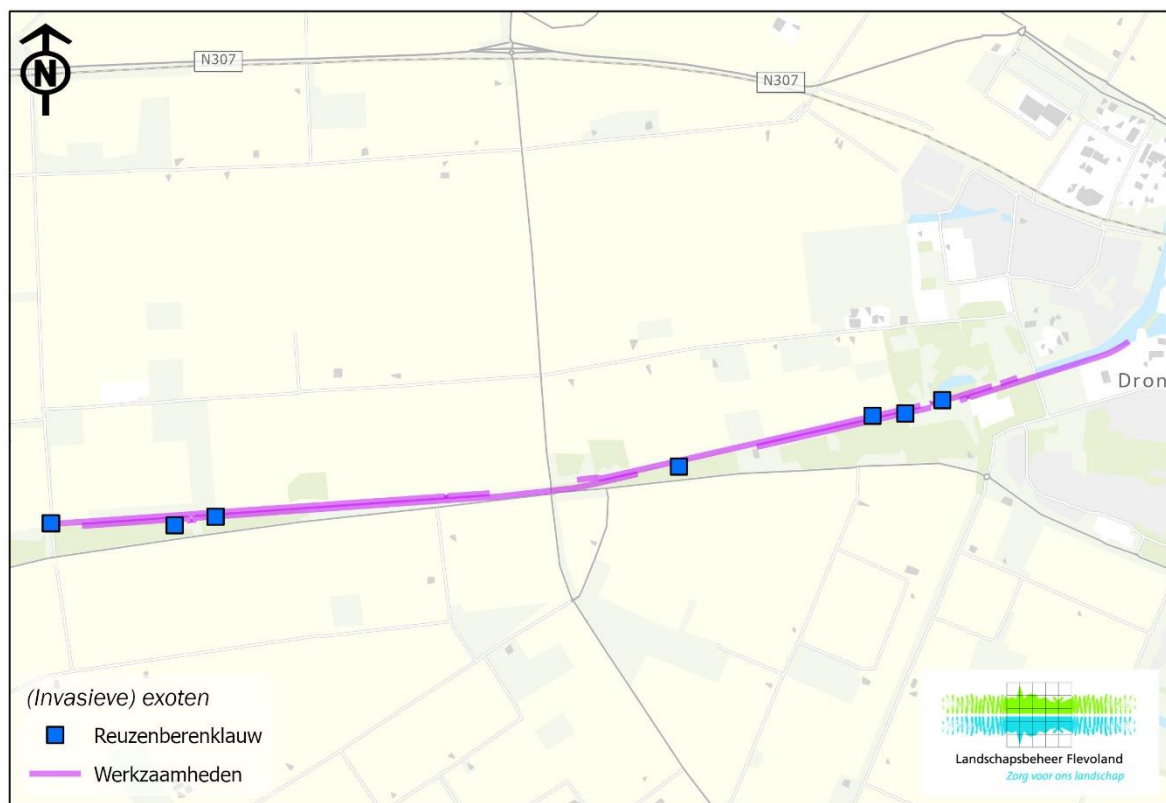 N
N307
N307
Dron
(Invasieve) exoten
Reuzenberenklauw
Werkzaamheden
Landschapsbeheer Flevoland
Zorg voor ons landschap